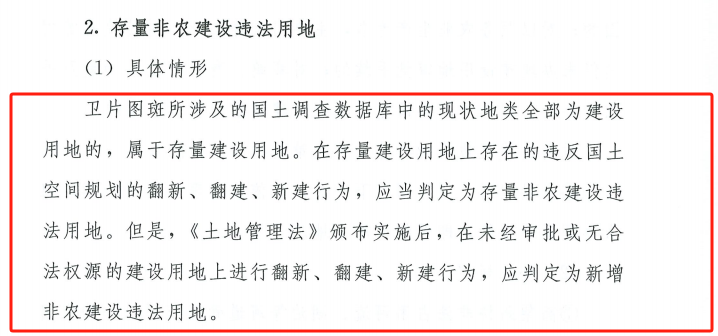 2. 存量非农建设违法用地
（1）具体情形
卫片图斑所涉及的国土调查数据库中的现状地类全部为建设
用地的，属于存量建设用地。在存量建设用地上存在的违反国土
空间规划的翻新、翻建、新建行为，应当判定为存量非农建设违
法用地。但是，《土地管理法》颁布实施后，在未经审批或无合
法权源的建设用地上进行翻新、翻建、新建行为，应判定为新增
非农建设违法用地。